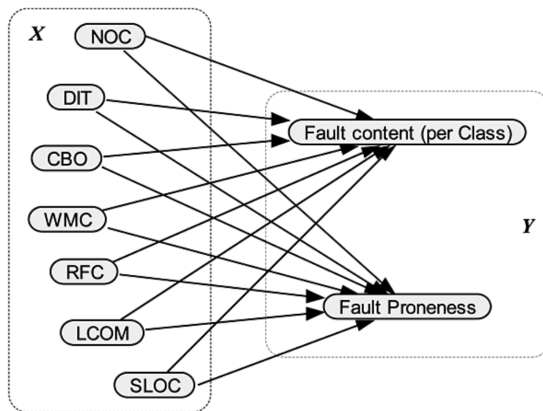 X
NOC
DIT
CBO
WMC
RFC
LCOM
SLOC
Fault content (per Class)
Y
Fault Proneness